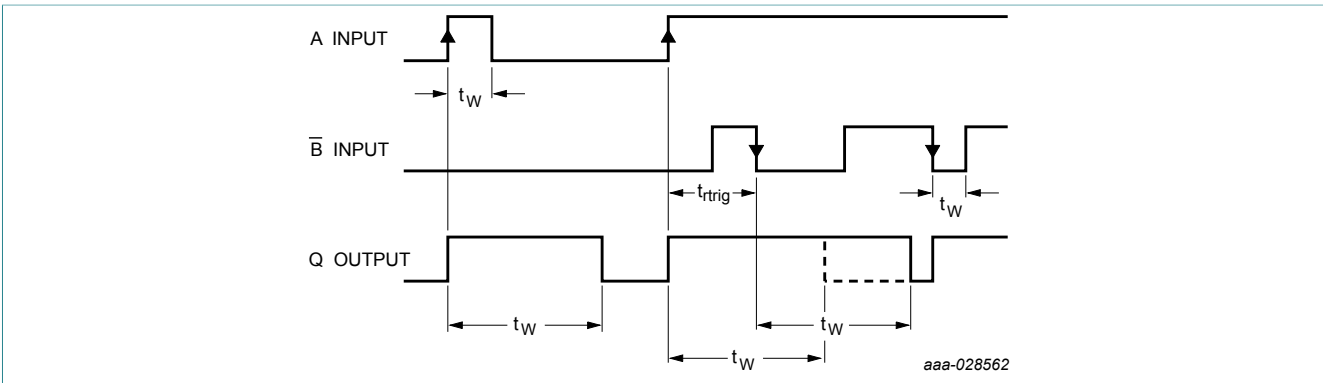 A INPUT
tW
B̅ INPUT
trtrig
tW
Q OUTPUT
tW
tW
tW
aaa-028562